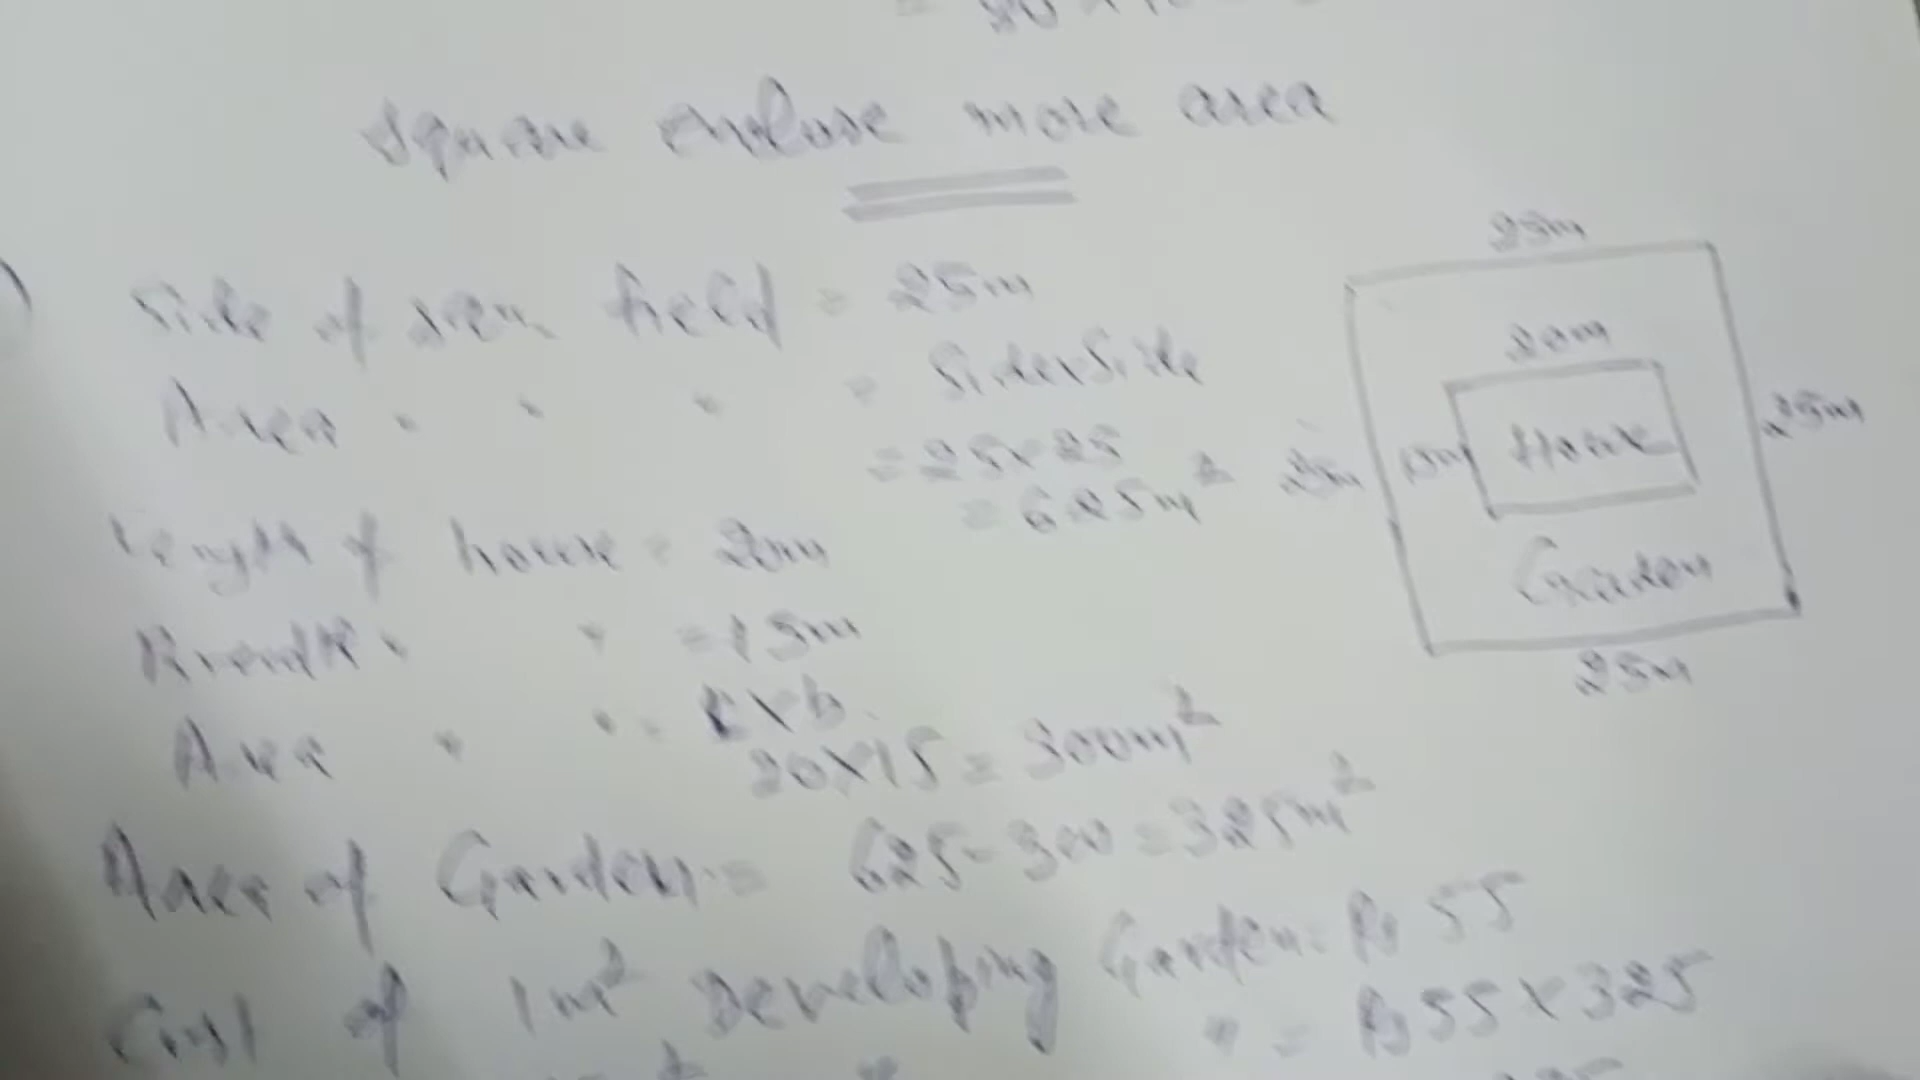 square enclose more area
Side of squ. field = 25m
Area " " " = Side×Side
= 25×25
= 625m²
Length of house = 20m
Breadth " " = 15m
Area " " = l×b
20×15 = 300m²
Area of Garden = 625-300 = 325m²
Cost of 1m² Developing Garden = Rs 55
" = Rs 55×325
25m
20m
25m
15m
House
25m
Garden
25m